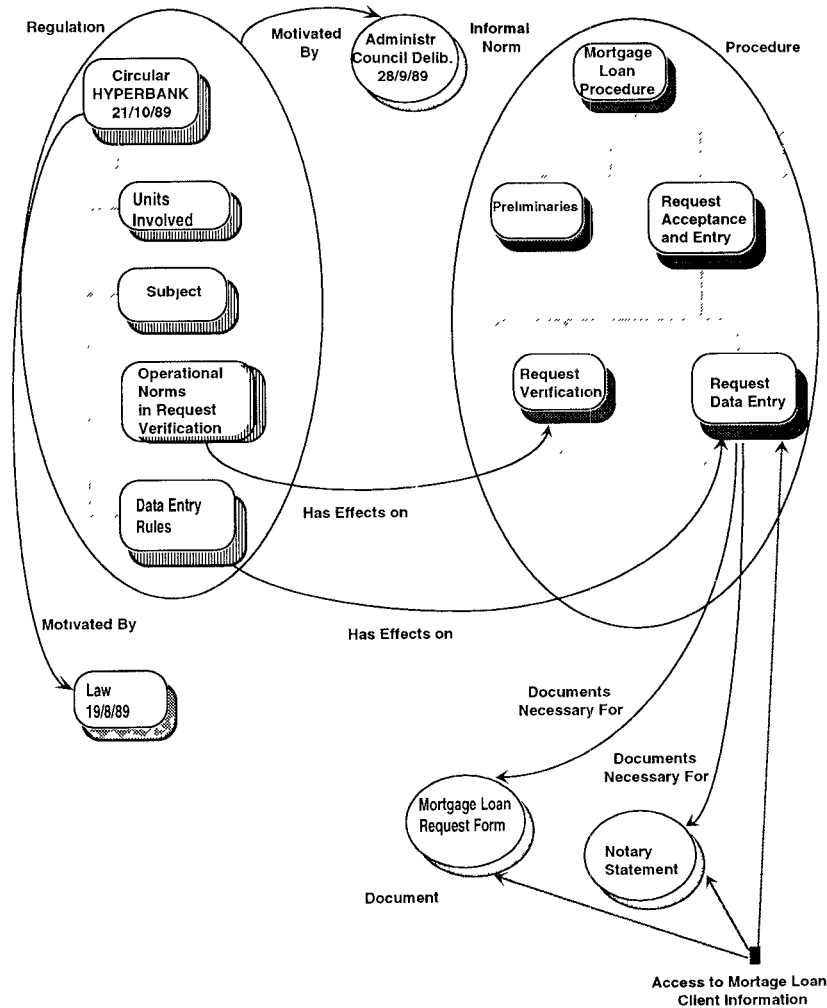 Regulation
Motivated
By
Administr
Council Delib.
28/9/89
Informal
Norm
Procedure
Circular
HYPERBANK
21/10/89
Mortgage
Loan
Procedure
Units
Involved
Preliminaries
Request
Acceptance
and Entry
Subject
Operational
Norms
in Request
Verification
Request
Verification
Request
Data Entry
Data Entry
Rules
Has Effects on
Motivated By
Has Effects on
Law
19/8/89
Documents
Necessary For
Documents
Necessary For
Mortgage Loan
Request Form
Notary
Statement
Document
Access to Mortage Loan
Client Information